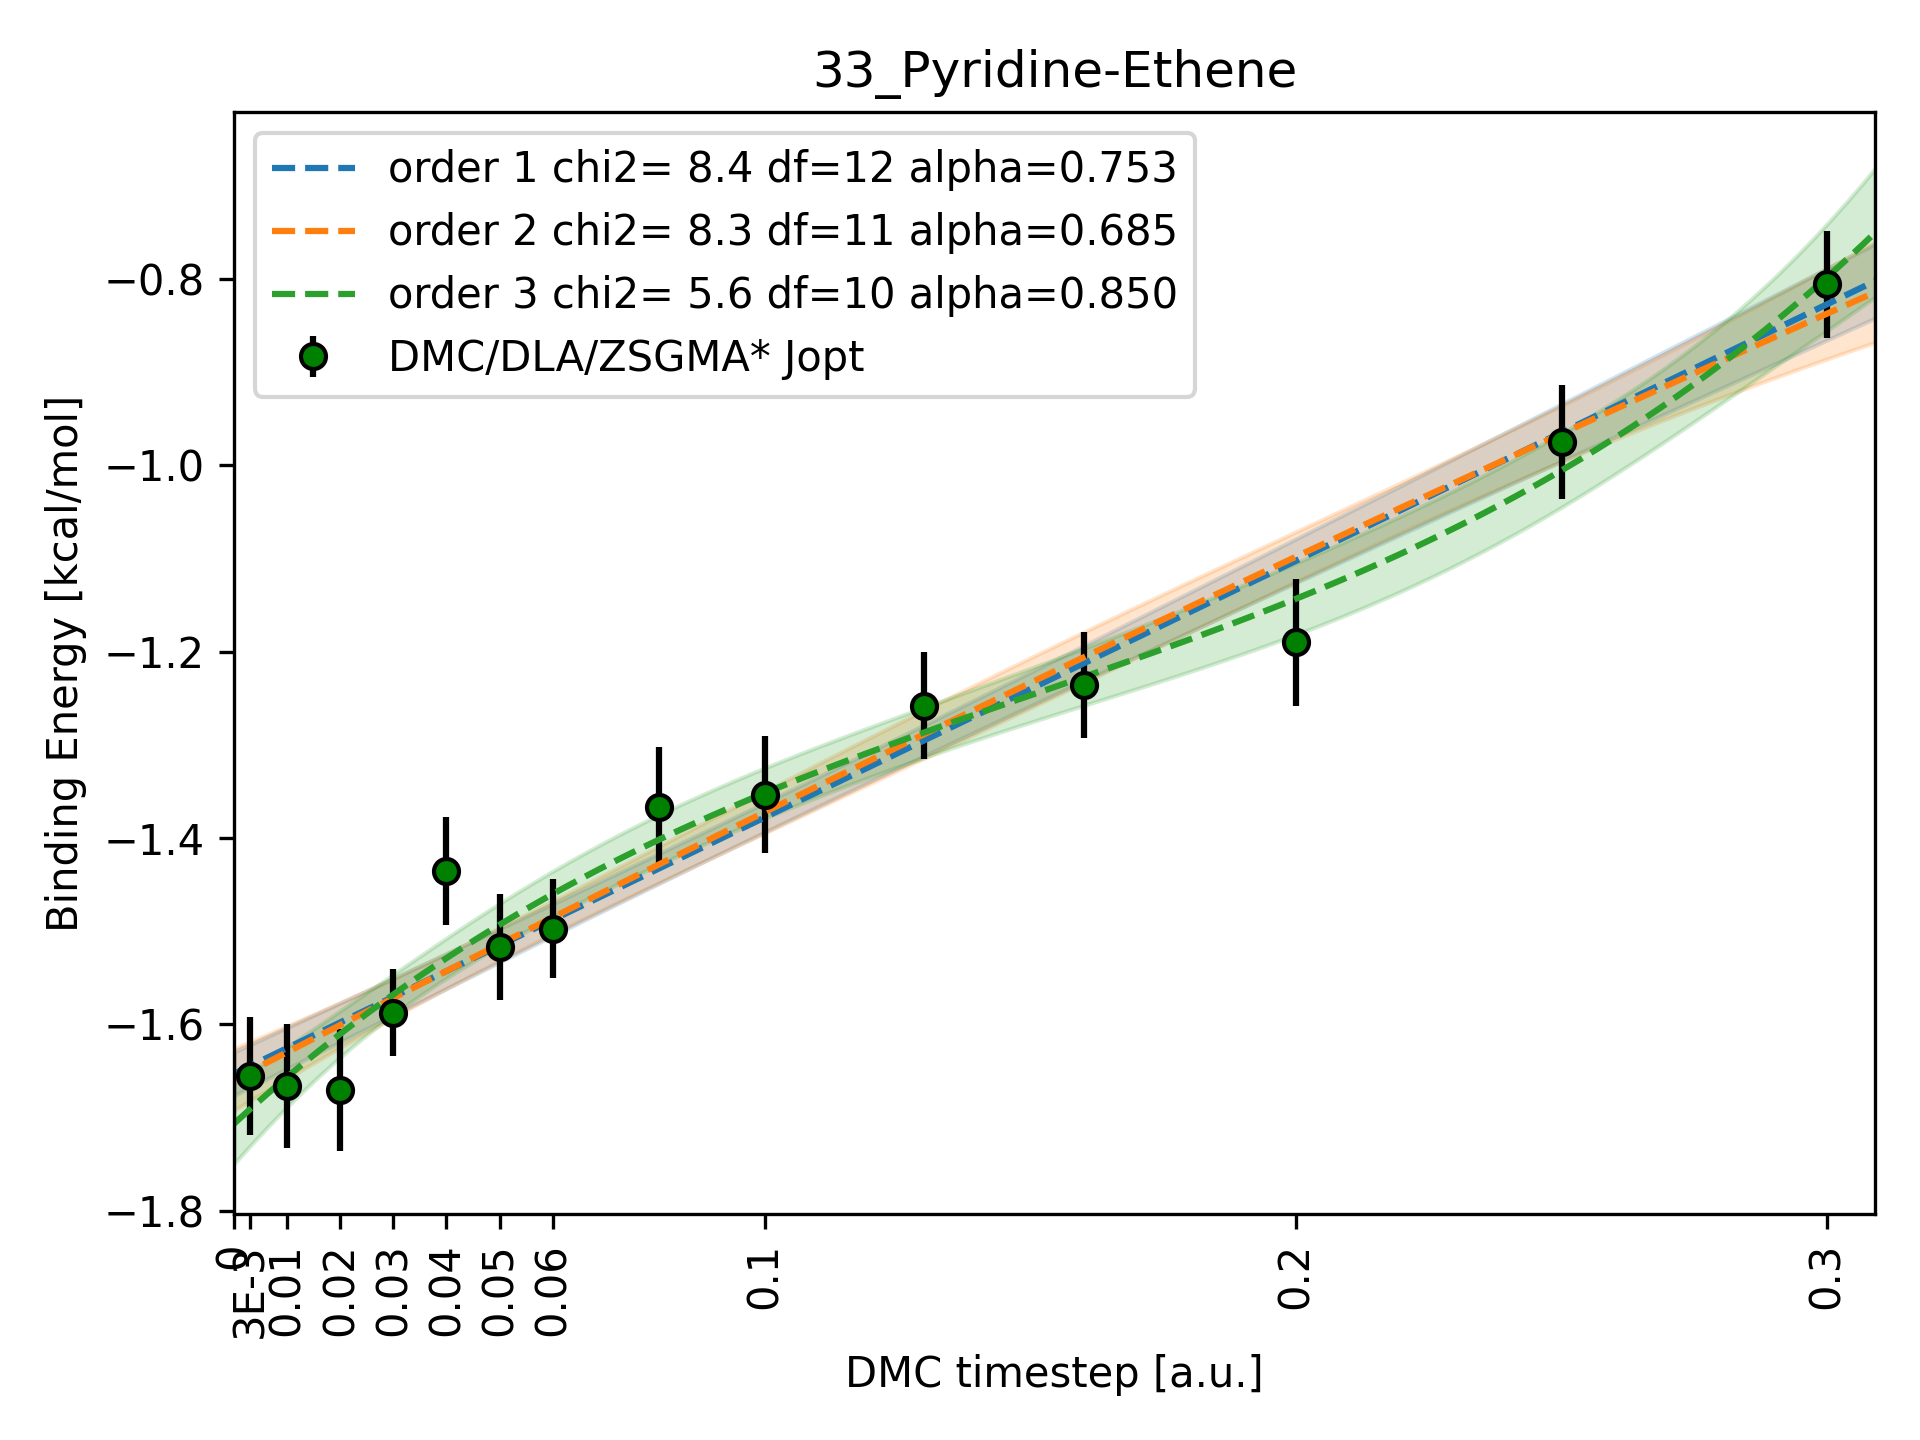 33_Pyridine-Ethene
order 1 chi2= 8.4 df=12 alpha=0.753
order 2 chi2= 8.3 df=11 alpha=0.685
order 3 chi2= 5.6 df=10 alpha=0.850
DMC/DLA/ZSGMA* Jopt
Binding Energy [kcal/mol]
−0.8
−1.0
−1.2
−1.4
−1.6
−1.8
0
3E-3
0.01
0.02
0.03
0.04
0.05
0.06
0.1
0.2
0.3
DMC timestep [a.u.]